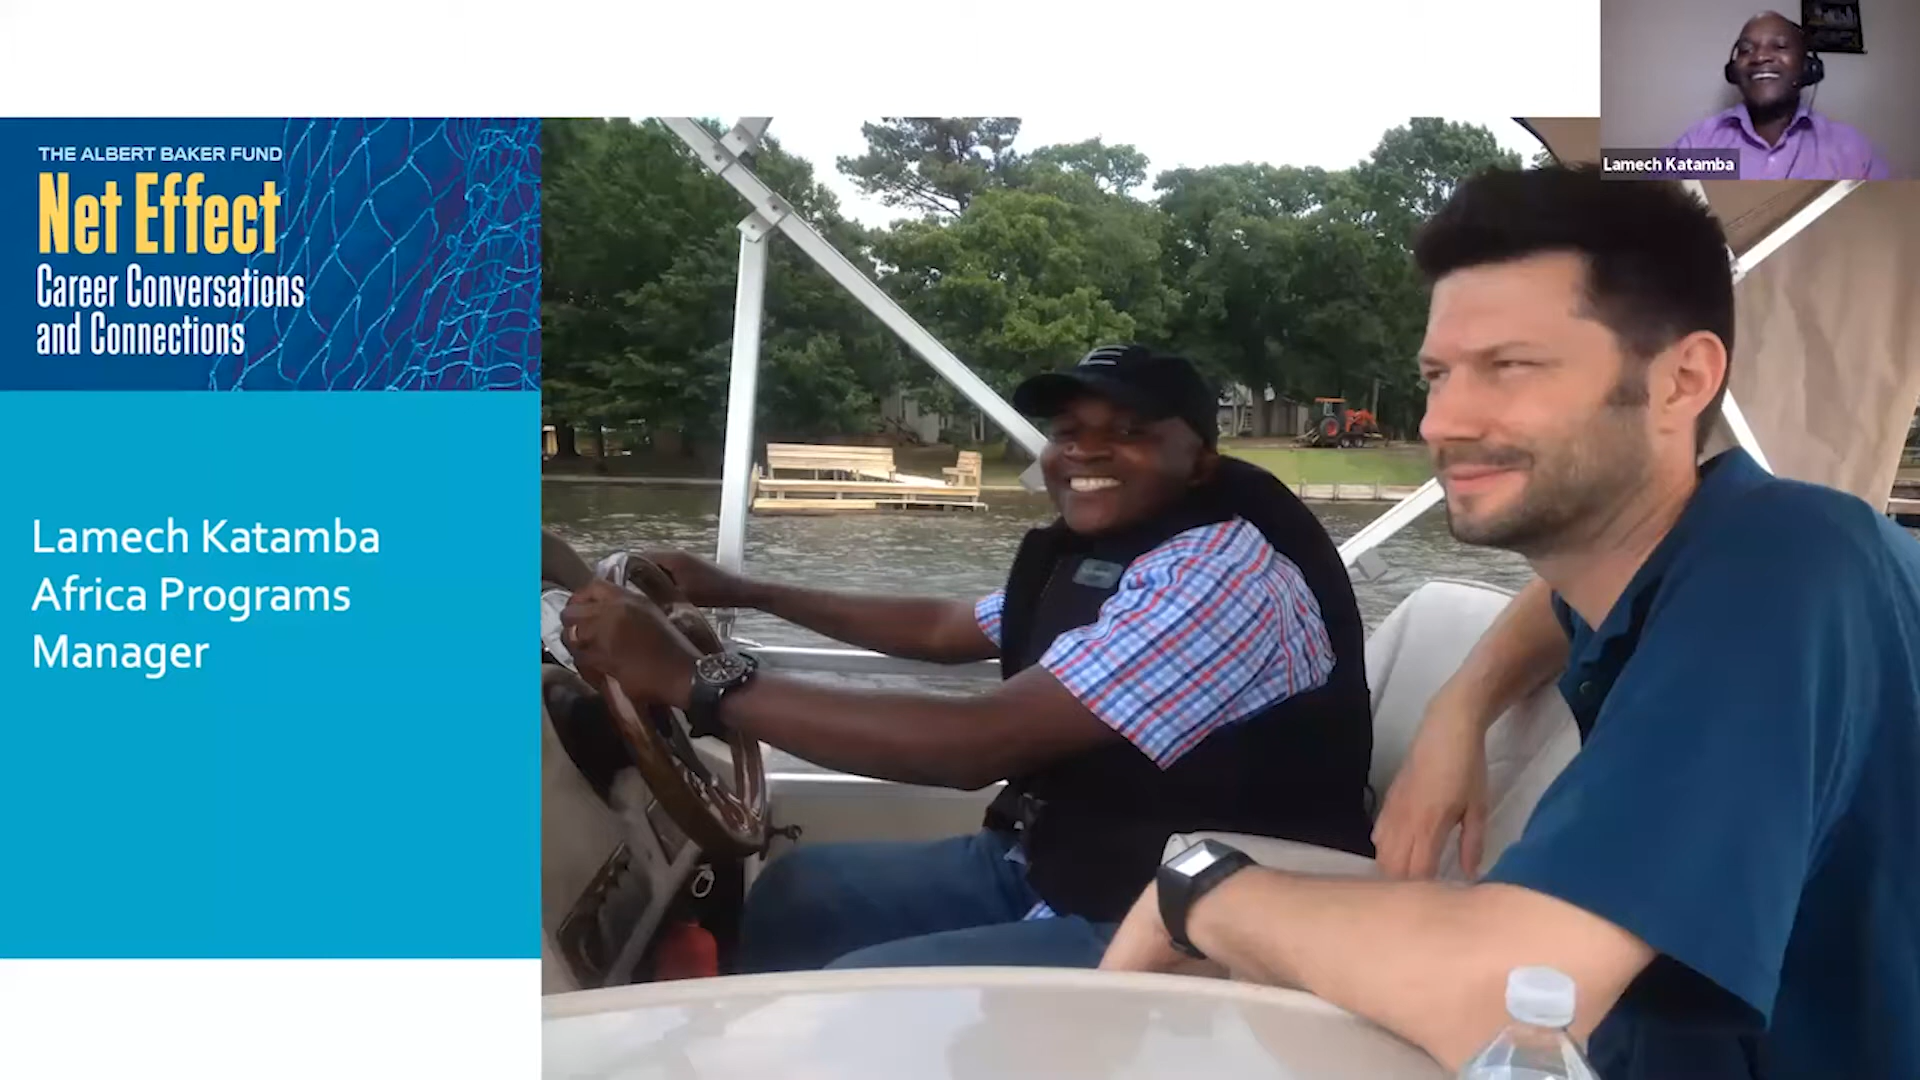 THE ALBERT BAKER FUND
Net Effect
Career Conversations
and Connections
Lamech Katamba
Africa Programs
Manager
Lamech Katamba